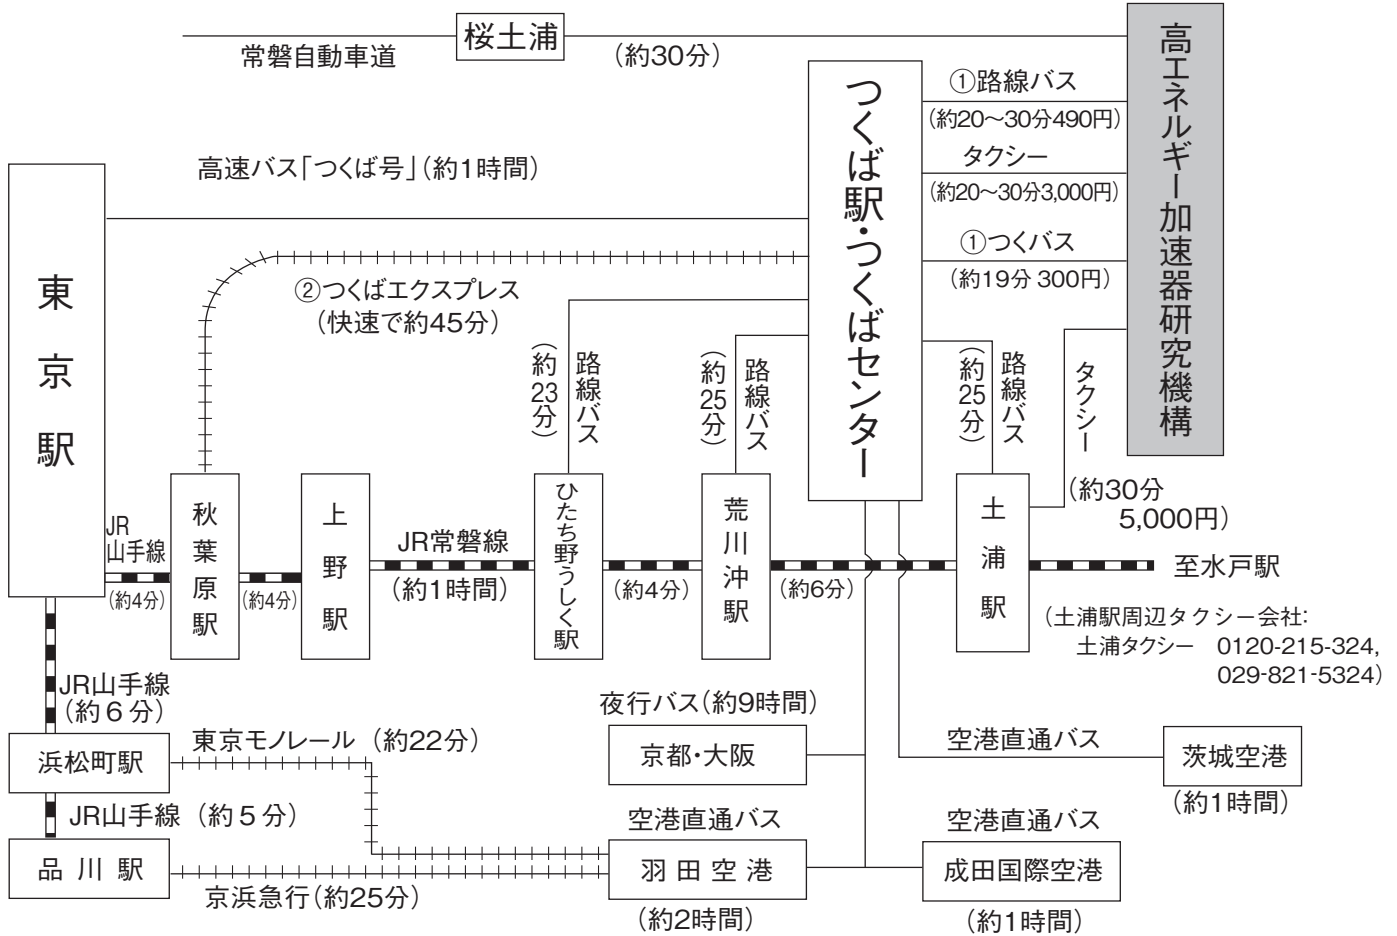 桜土浦
常磐自動車道
(約30分)
高エネルギー加速器研究機構
つくば駅・つくばセンター
①路線バス
(約20〜30分490円)
タクシー
(約20〜30分3,000円)
①つくバス
(約19分 300円)
高速バス「つくば号」(約1時間)
東京駅
②つくばエクスプレス
(快速で約45分)
路線バス
(約23分)
路線バス
(約25分)
路線バス
(約25分)
タクシー
(約30分
5,000円)
JR
山手線
(約4分)
秋葉原駅
(約4分)
上野駅
JR常磐線
(約1時間)
ひたち野うしく駅
(約4分)
荒川沖駅
(約6分)
土浦駅
至水戸駅
(土浦駅周辺タクシー会社:
土浦タクシー 0120-215-324,
029-821-5324)
JR山手線
(約6分)
浜松町駅
東京モノレール (約22分)
JR山手線 (約5分)
品川駅
京浜急行(約25分)
夜行バス(約9時間)
京都・大阪
空港直通バス
羽田空港
(約2時間)
空港直通バス
茨城空港
(約1時間)
空港直通バス
成田国際空港
(約1時間)